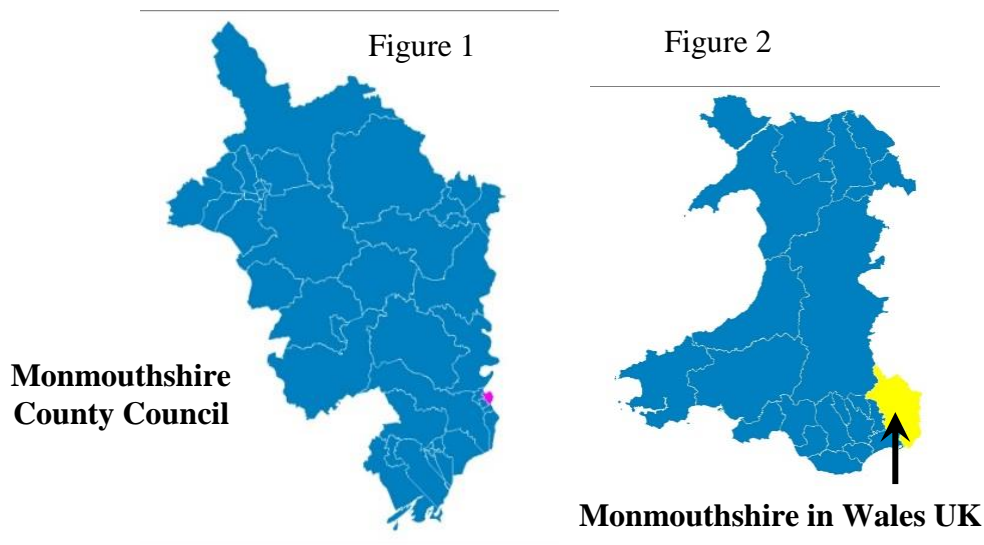 Figure 1
Figure 2
Monmouthshire
County Council
Monmouthshire in Wales UK